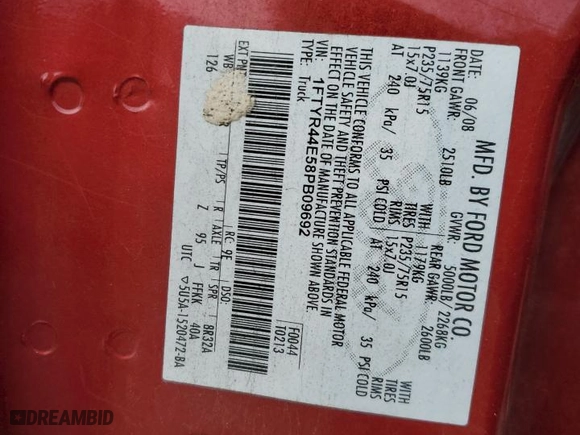 MFD. BY FORD MOTOR CO.
06/08 GVWR: 5000LB/ 2268KG
FRONT GAWR: 2510LB REAR GAWR: 2600LB
1139KG WITH 1179KG WITH
P235/75R15 TIRES P235/75R15 TIRES
15x7.0J RIMS 15x7.0J RIMS
AT 240 kPa/ 35 PSI COLD AT 240 kPa/ 35 PSI COLD
THIS VEHICLE CONFORMS TO ALL APPLICABLE FEDERAL MOTOR
VEHICLE SAFETY AND THEFT PREVENTION STANDARDS IN
EFFECT ON THE DATE OF MANUFACTURE SHOWN ABOVE.
VIN: 1FTYR44E58PB09692 F0044
TYPE: Truck T0213
EXT PNT RC: 9E DSO:
WB TP/PS R AXLE TR SPR
126 Z 95 J FFKK 8R32A
UTC 40A
5U5A-1520472-BA
DREAMBID